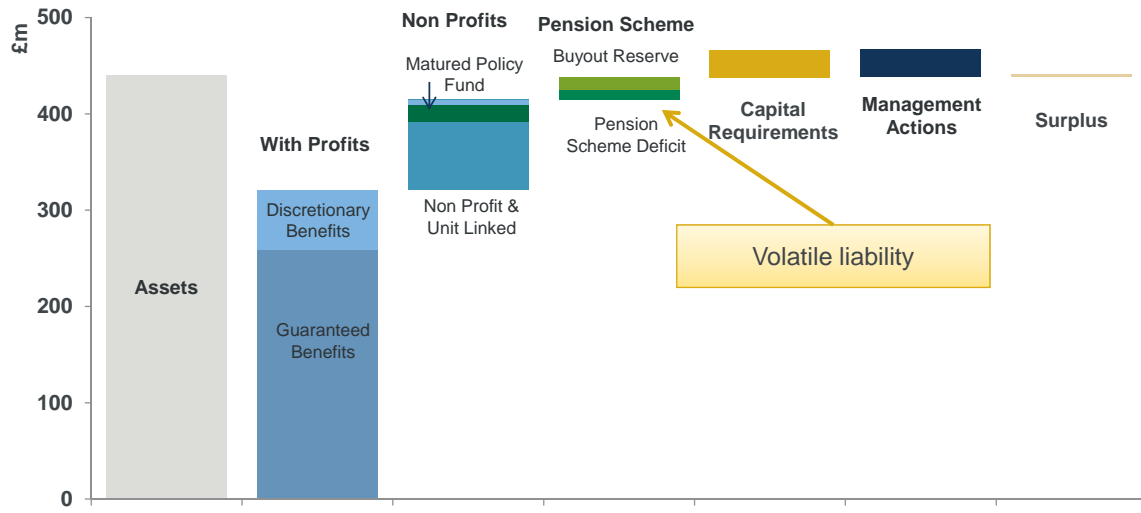 £m
500
400
300
200
100
0
Assets
With Profits
Discretionary
Benefits
Guaranteed
Benefits
Non Profits
Matured Policy
Fund
Non Profit &
Unit Linked
Pension Scheme
Buyout Reserve
Pension
Scheme Deficit
Capital
Requirements
Management
Actions
Surplus
Volatile liability